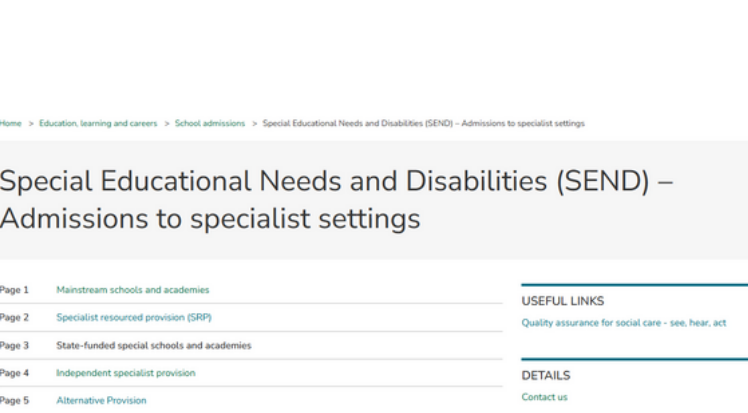 Home > Education, learning and careers > School admissions > Special Educational Needs and Disabilities (SEND) – Admissions to specialist settings
Special Educational Needs and Disabilities (SEND) –
Admissions to specialist settings
Page 1 Mainstream schools and academies
Page 2 Specialist resourced provision (SRP)
Page 3 State-funded special schools and academies
Page 4 Independent specialist provision
Page 5 Alternative Provision
USEFUL LINKS
Quality assurance for social care - see, hear, act
DETAILS
Contact us